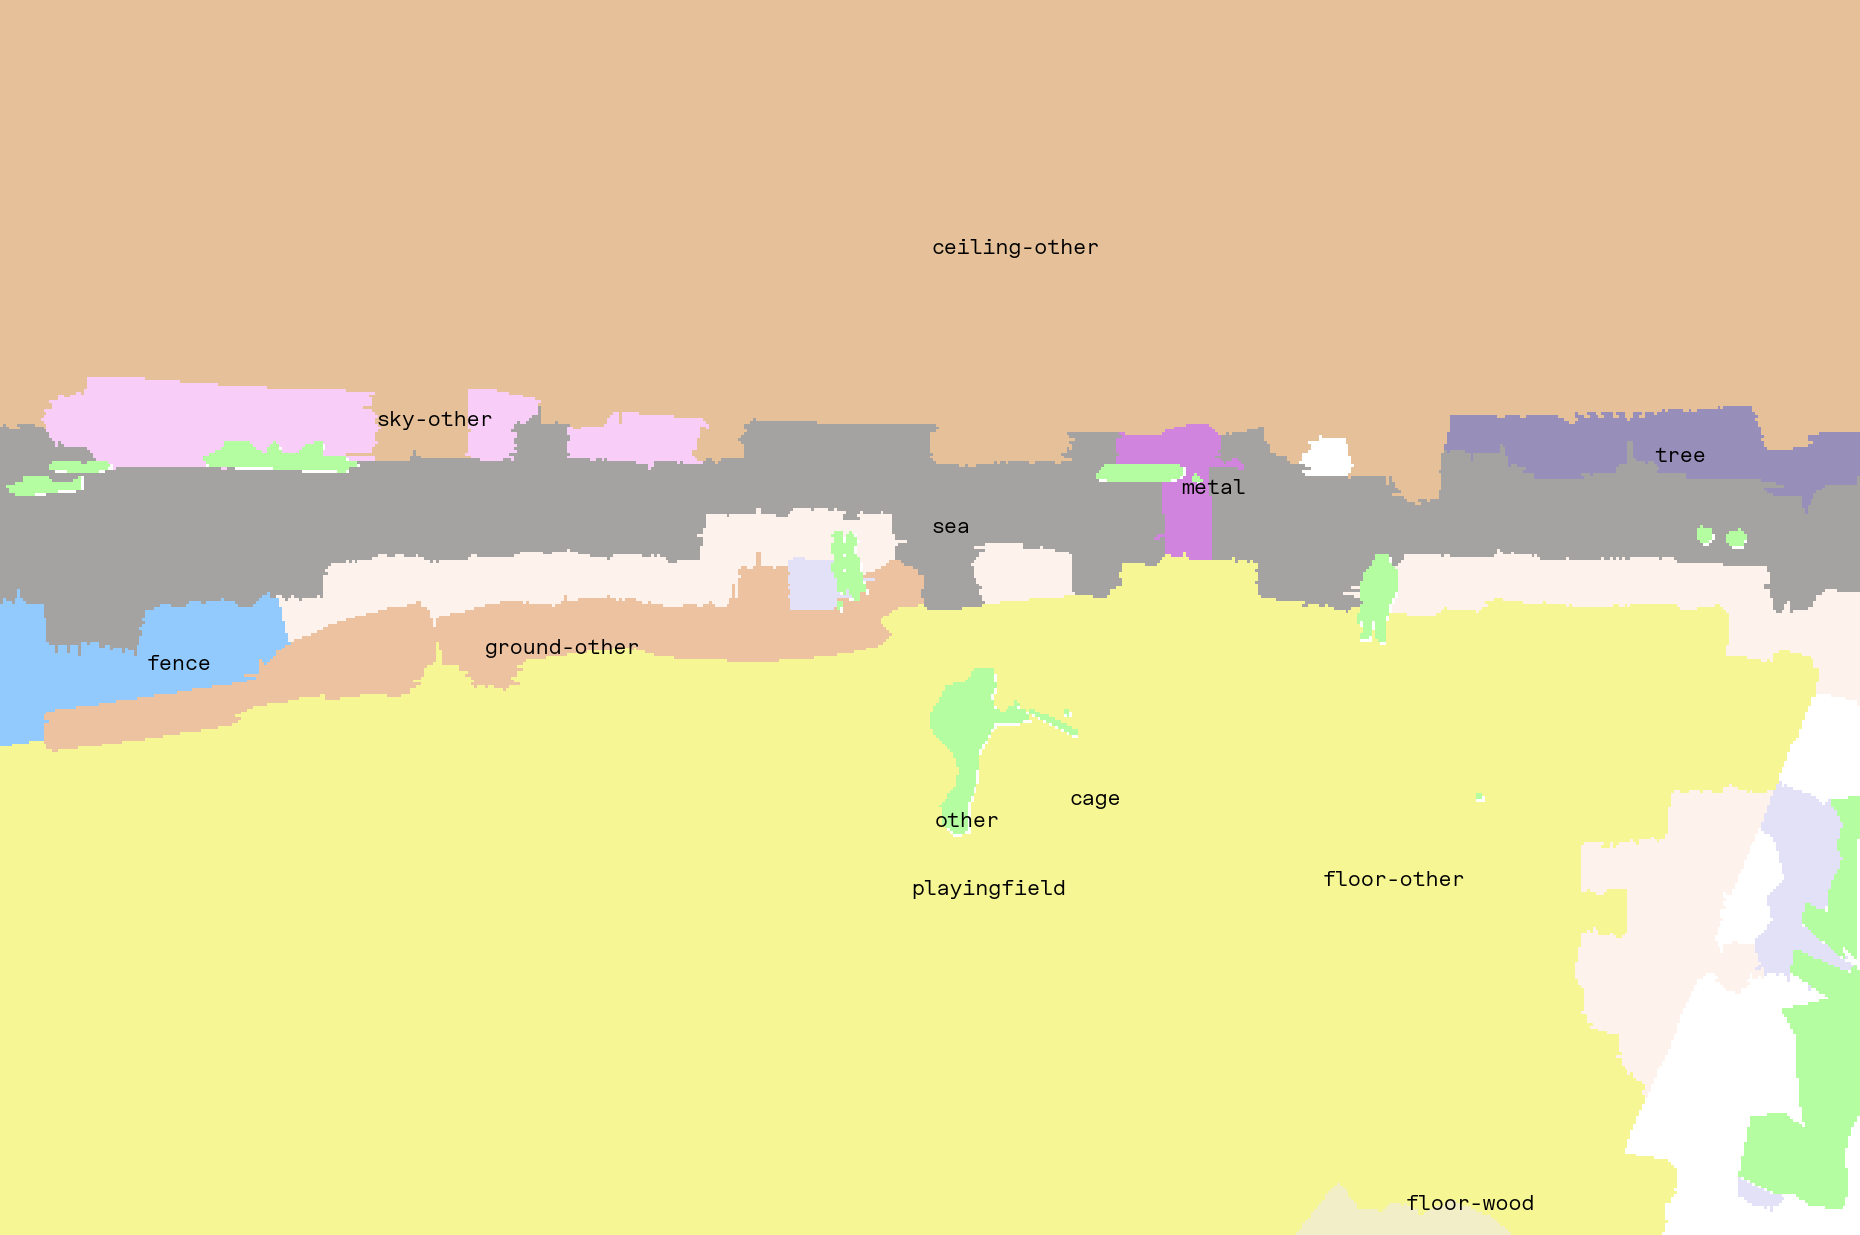 ceiling-other
sky-other
tree
metal
sea
ground-other
fence
cage
other
floor-other
playingfield
floor-wood